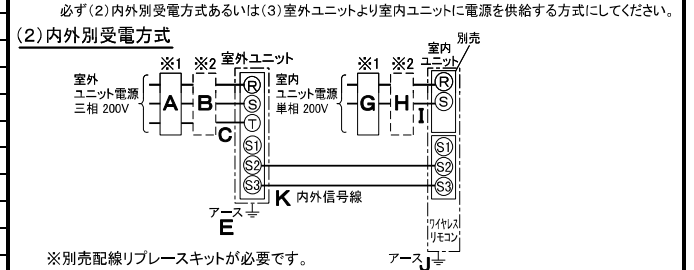 必ず(2)内外別受電方式あるいは(3)室外ユニットより室内ユニットに電源を供給する方式にしてください。
(2)内外別受電方式
※1 ※2 室外ユニット
室外
ユニット電源
三相 200V
A B C
R
S
T
S1
S2
S3
アース
E
※1 ※2 室内
ユニット
別売
室内
ユニット電源
単相 200V
G H I
R
S
S1
S2
S3
K 内外信号線
ワイヤレス
リモコン
アース J
※別売配線リプレースキットが必要です。